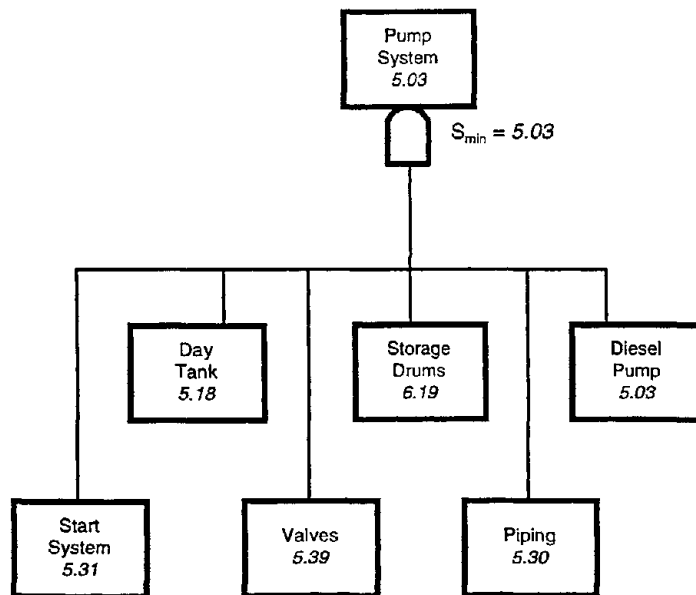 Pump
System
5.03
Smin = 5.03
Day
Tank
5.18
Storage
Drums
6.19
Diesel
Pump
5.03
Start
System
5.31
Valves
5.39
Piping
5.30